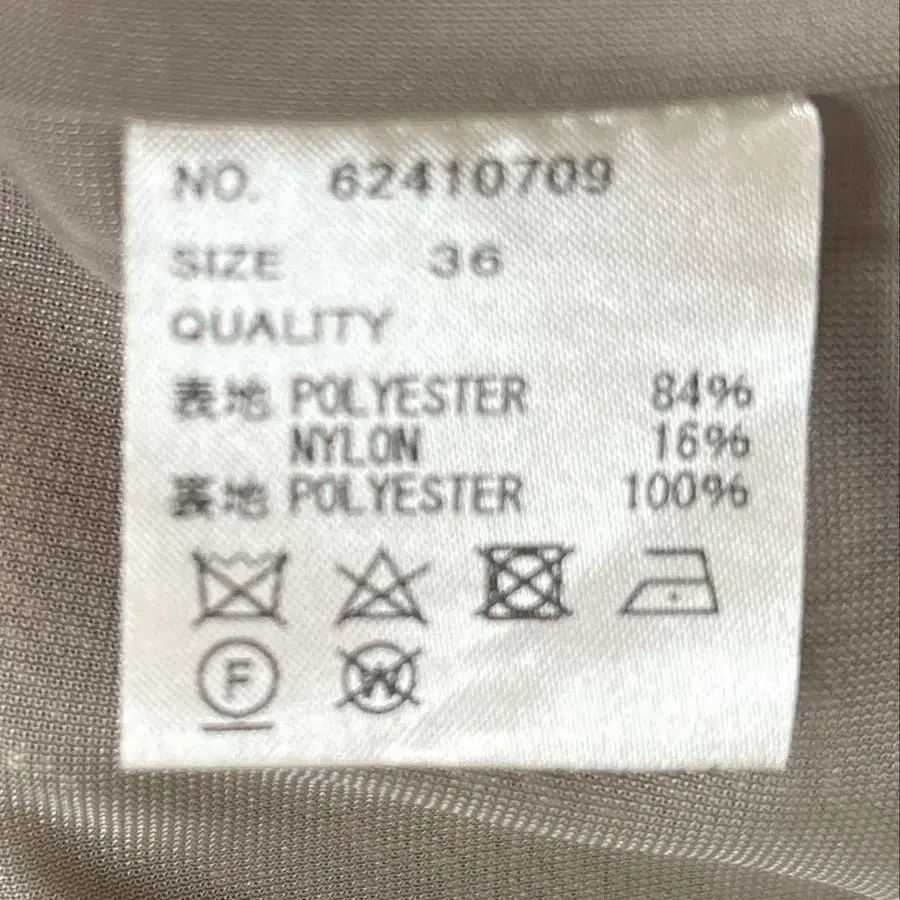 NO. 62410709
SIZE 36
QUALITY
表地 POLYESTER 84%
NYLON 16%
裏地 POLYESTER 100%
F
W